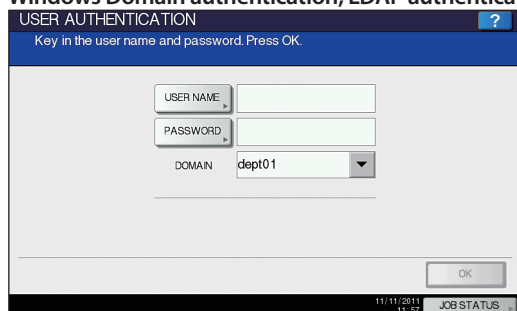 Windows Domain authentication, LDAP authentica
USER AUTHENTICATION
?
Key in the user name and password. Press OK.
USER NAME
PASSWORD
DOMAIN dept01
OK
11/11/2011
11:57
JOB STATUS